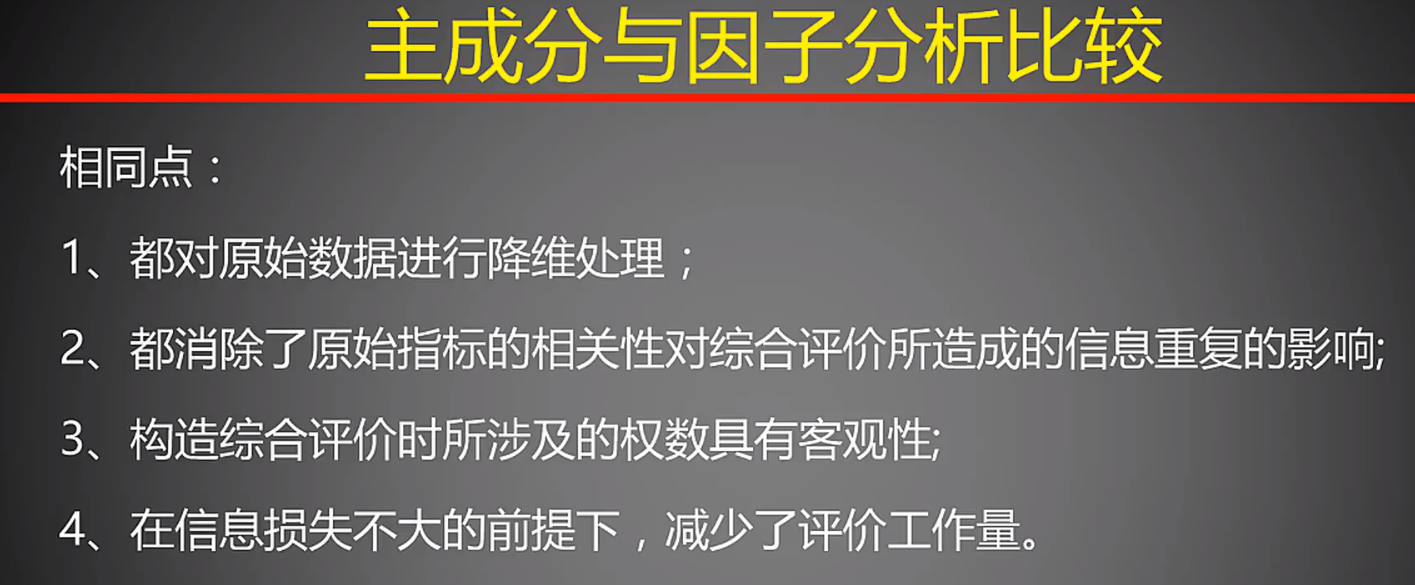 主成分与因子分析比较
相同点：
1、都对原始数据进行降维处理；
2、都消除了原始指标的相关性对综合评价所造成的信息重复的影响;
3、构造综合评价时所涉及的权数具有客观性;
4、在信息损失不大的前提下，减少了评价工作量。